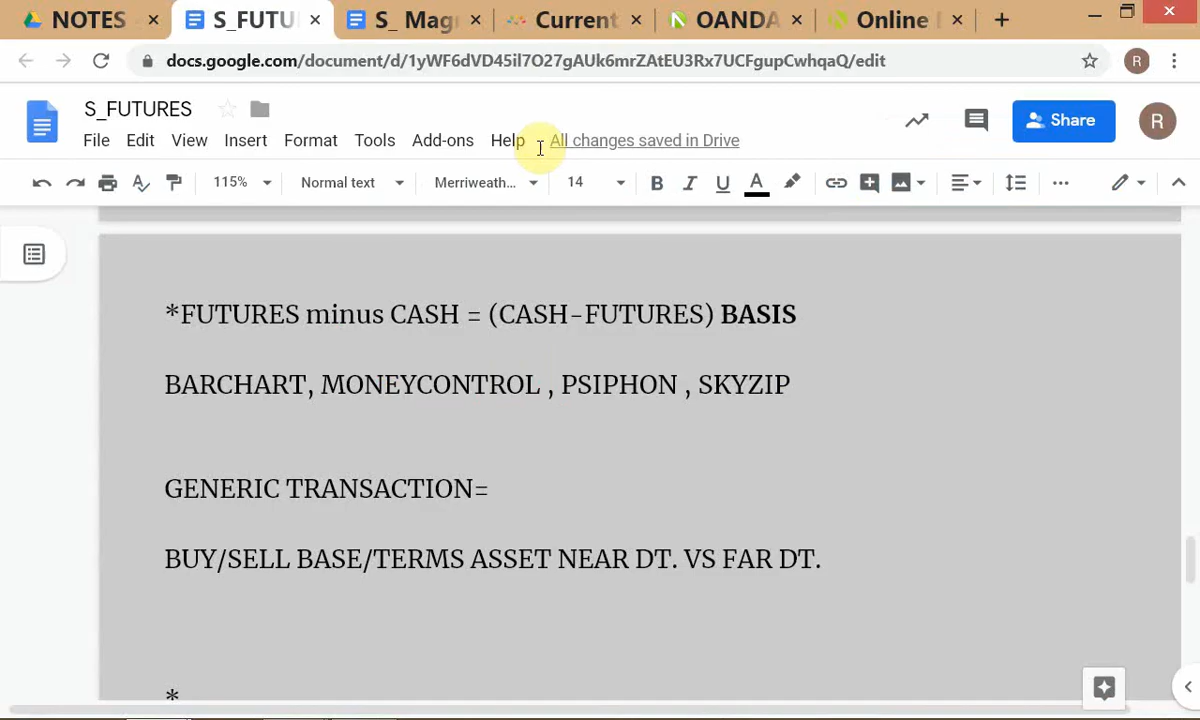 NOTES
S_FUTU
S_ Mag
Current
OANDA
Online
docs.google.com/document/d/1yWF6dVD45il7O27gAUk6mrZAtEU3Rx7UCFgupCwhqaQ/edit
R
S_FUTURES
File Edit View Insert Format Tools Add-ons Help All changes saved in Drive
Share
R
115% Normal text Merriweath... 14 B I U A
*FUTURES minus CASH = (CASH-FUTURES) BASIS
BARCHART, MONEYCONTROL , PSIPHON , SKYZIP
GENERIC TRANSACTION=
BUY/SELL BASE/TERMS ASSET NEAR DT. VS FAR DT.
*